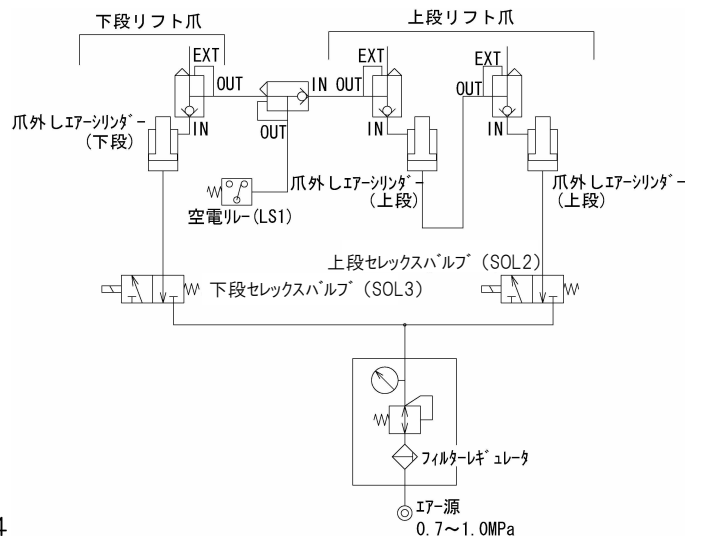 下段リフト爪
上段リフト爪
EXT
OUT
IN
OUT
IN
OUT
EXT
IN
EXT
OUT
IN
爪外しエアーシリンダー
(下段)
爪外しエアーシリンダー
(上段)
爪外しエアーシリンダー
(上段)
空電リレー(LS1)
上段セレックスバルブ(SOL2)
下段セレックスバルブ(SOL3)
フィルターレギュレータ
エアー源
0.7~1.0MPa
4